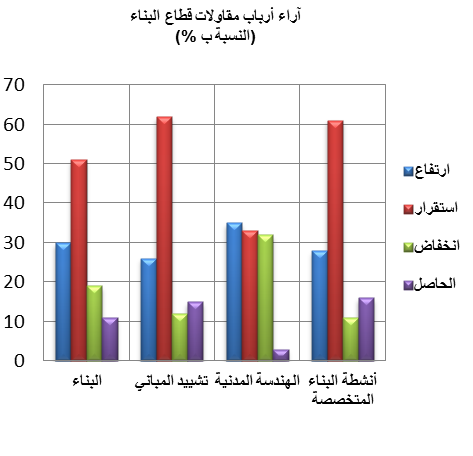 آراء أرباب مقاولات قطاع البناء
(النسبة ب %)
70
60
50
40
30
20
10
0
ارتفاع
استقرار
انخفاض
الحاصل
البناء
تشييد المباني
الهندسة المدنية
أنشطة البناء
المتخصصة